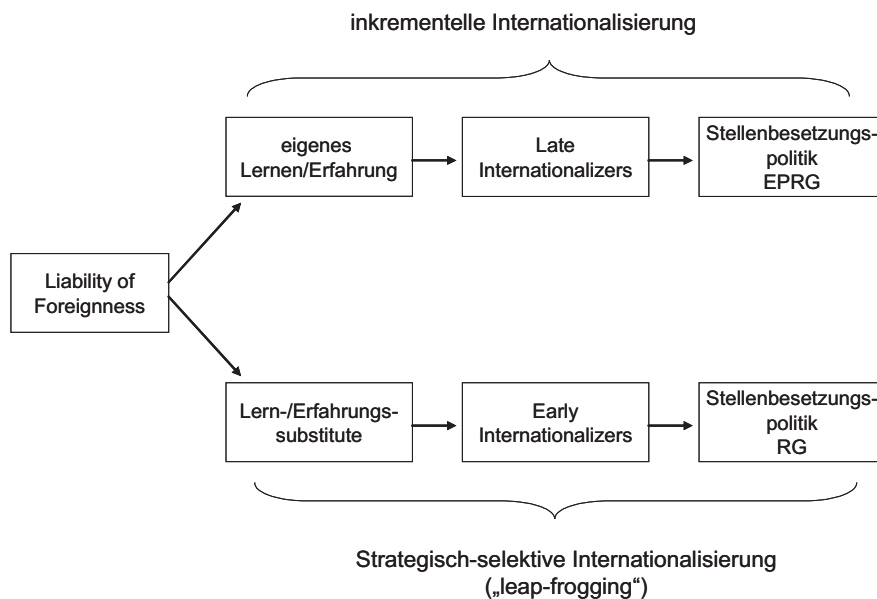 inkrementelle Internationalisierung
eigenes
Lernen/Erfahrung
Late
Internationalizers
Stellenbesetzungs-
politik
EPRG
Liability of
Foreignness
Lern-/Erfahrungs-
substitute
Early
Internationalizers
Stellenbesetzungs-
politik
RG
Strategisch-selektive Internationalisierung
(„leap-frogging“)